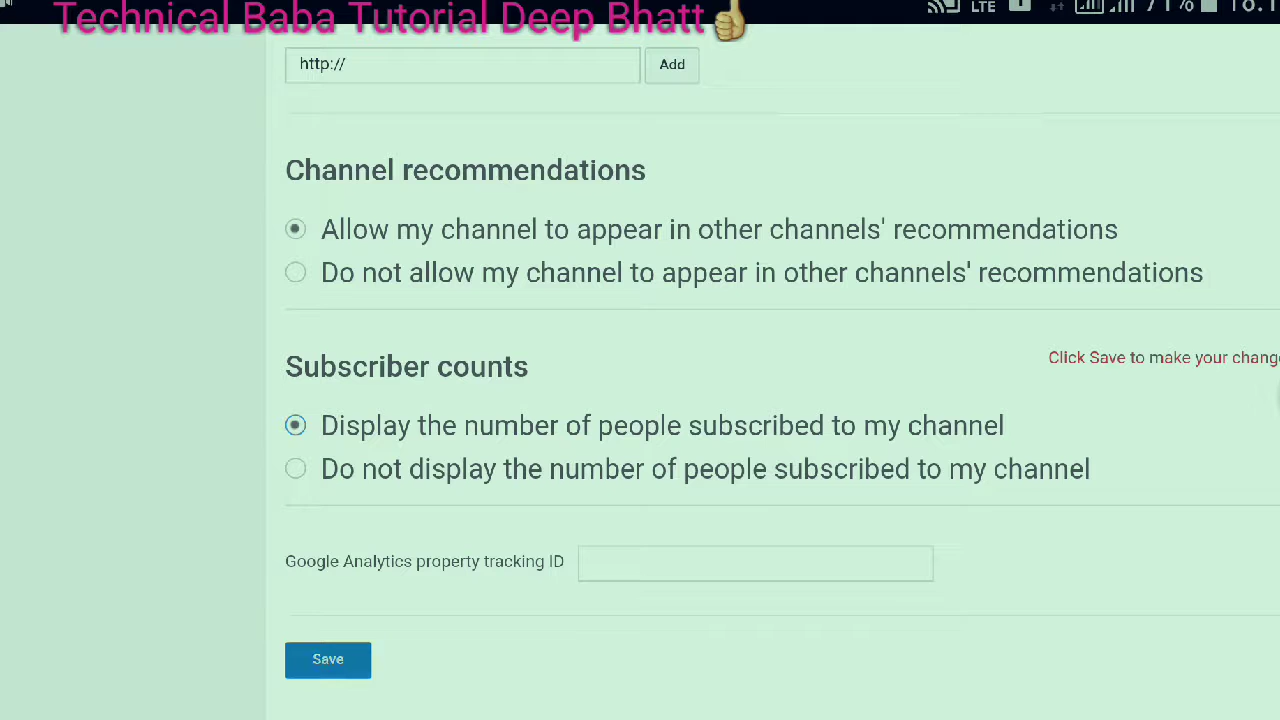 Technical Baba Tutorial Deep Bhatt👍
LTE
71%
http://
Add
Channel recommendations
Allow my channel to appear in other channels' recommendations
Do not allow my channel to appear in other channels' recommendations
Subscriber counts
Click Save to make your
Display the number of people subscribed to my channel
Do not display the number of people subscribed to my channel
Google Analytics property tracking ID
Save